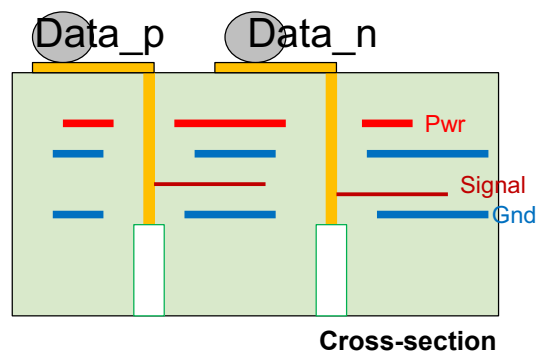 Data_p
Data_n
Pwr
Signal
Gnd
Cross-section